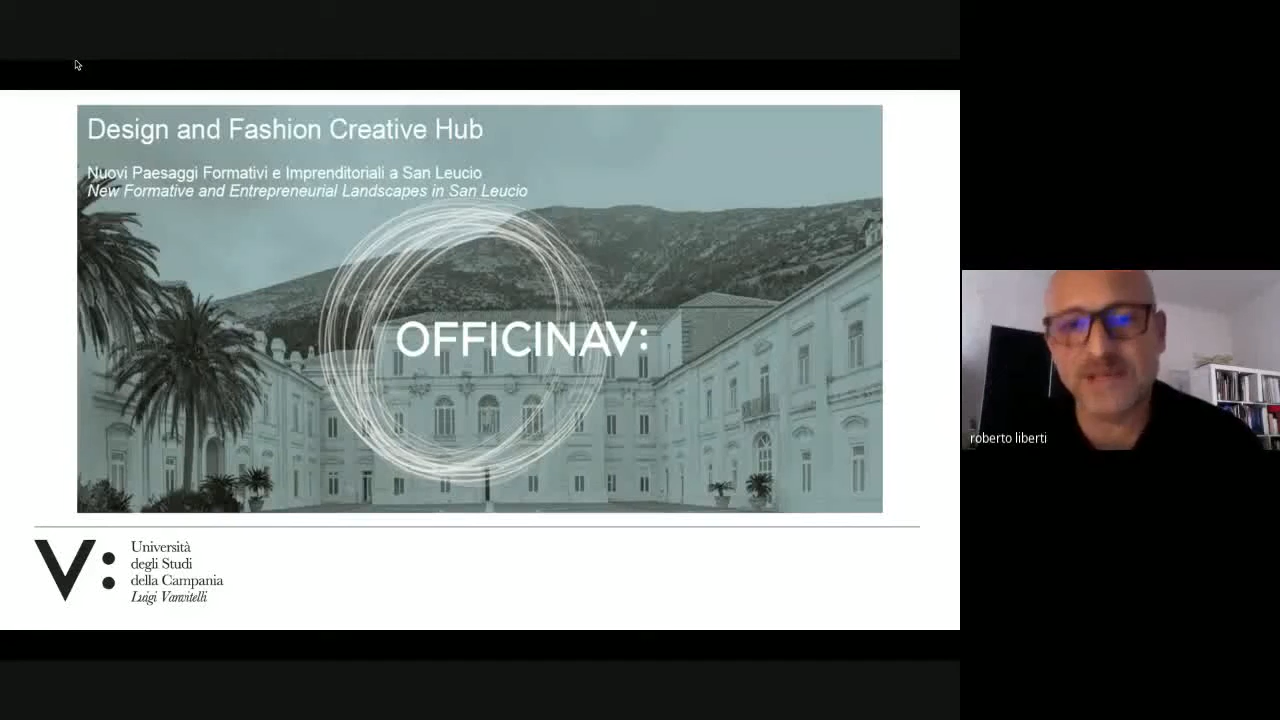 Design and Fashion Creative Hub
Nuovi Paesaggi Formativi e Imprenditoriali a San Leucio
New Formative and Entrepreneurial Landscapes in San Leucio
OFFICINAV:
roberto liberti
V:
Università
degli Studi
della Campania
Luigi Vanvitelli